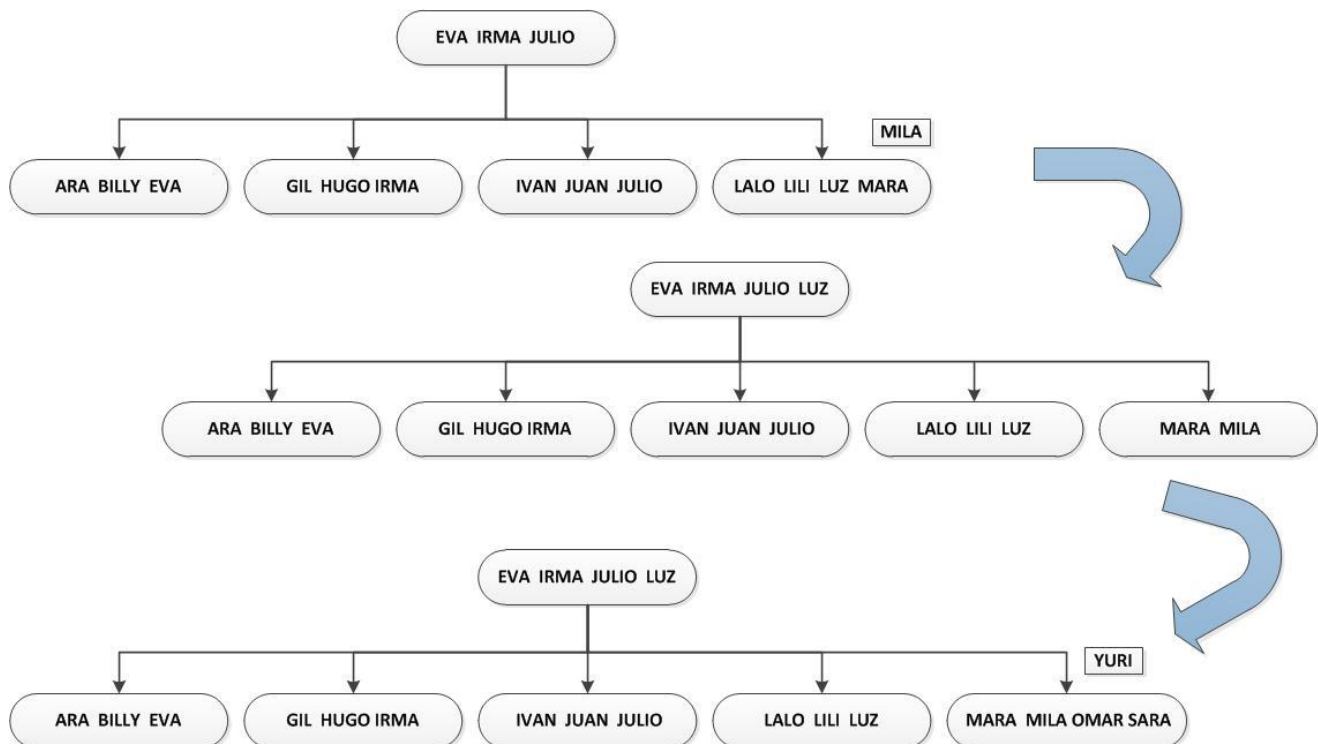 EVA IRMA JULIO
MILA
ARA BILLY EVA
GIL HUGO IRMA
IVAN JUAN JULIO
LALO LILI LUZ MARA
EVA IRMA JULIO LUZ
ARA BILLY EVA
GIL HUGO IRMA
IVAN JUAN JULIO
LALO LILI LUZ
MARA MILA
EVA IRMA JULIO LUZ
YURI
ARA BILLY EVA
GIL HUGO IRMA
IVAN JUAN JULIO
LALO LILI LUZ
MARA MILA OMAR SARA